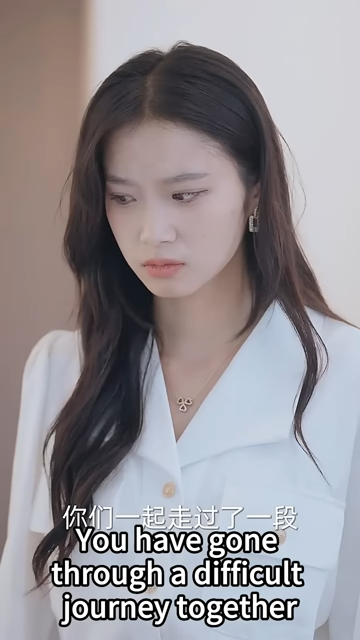 你们一起走过了一段
You have gone
through a difficult
journey together